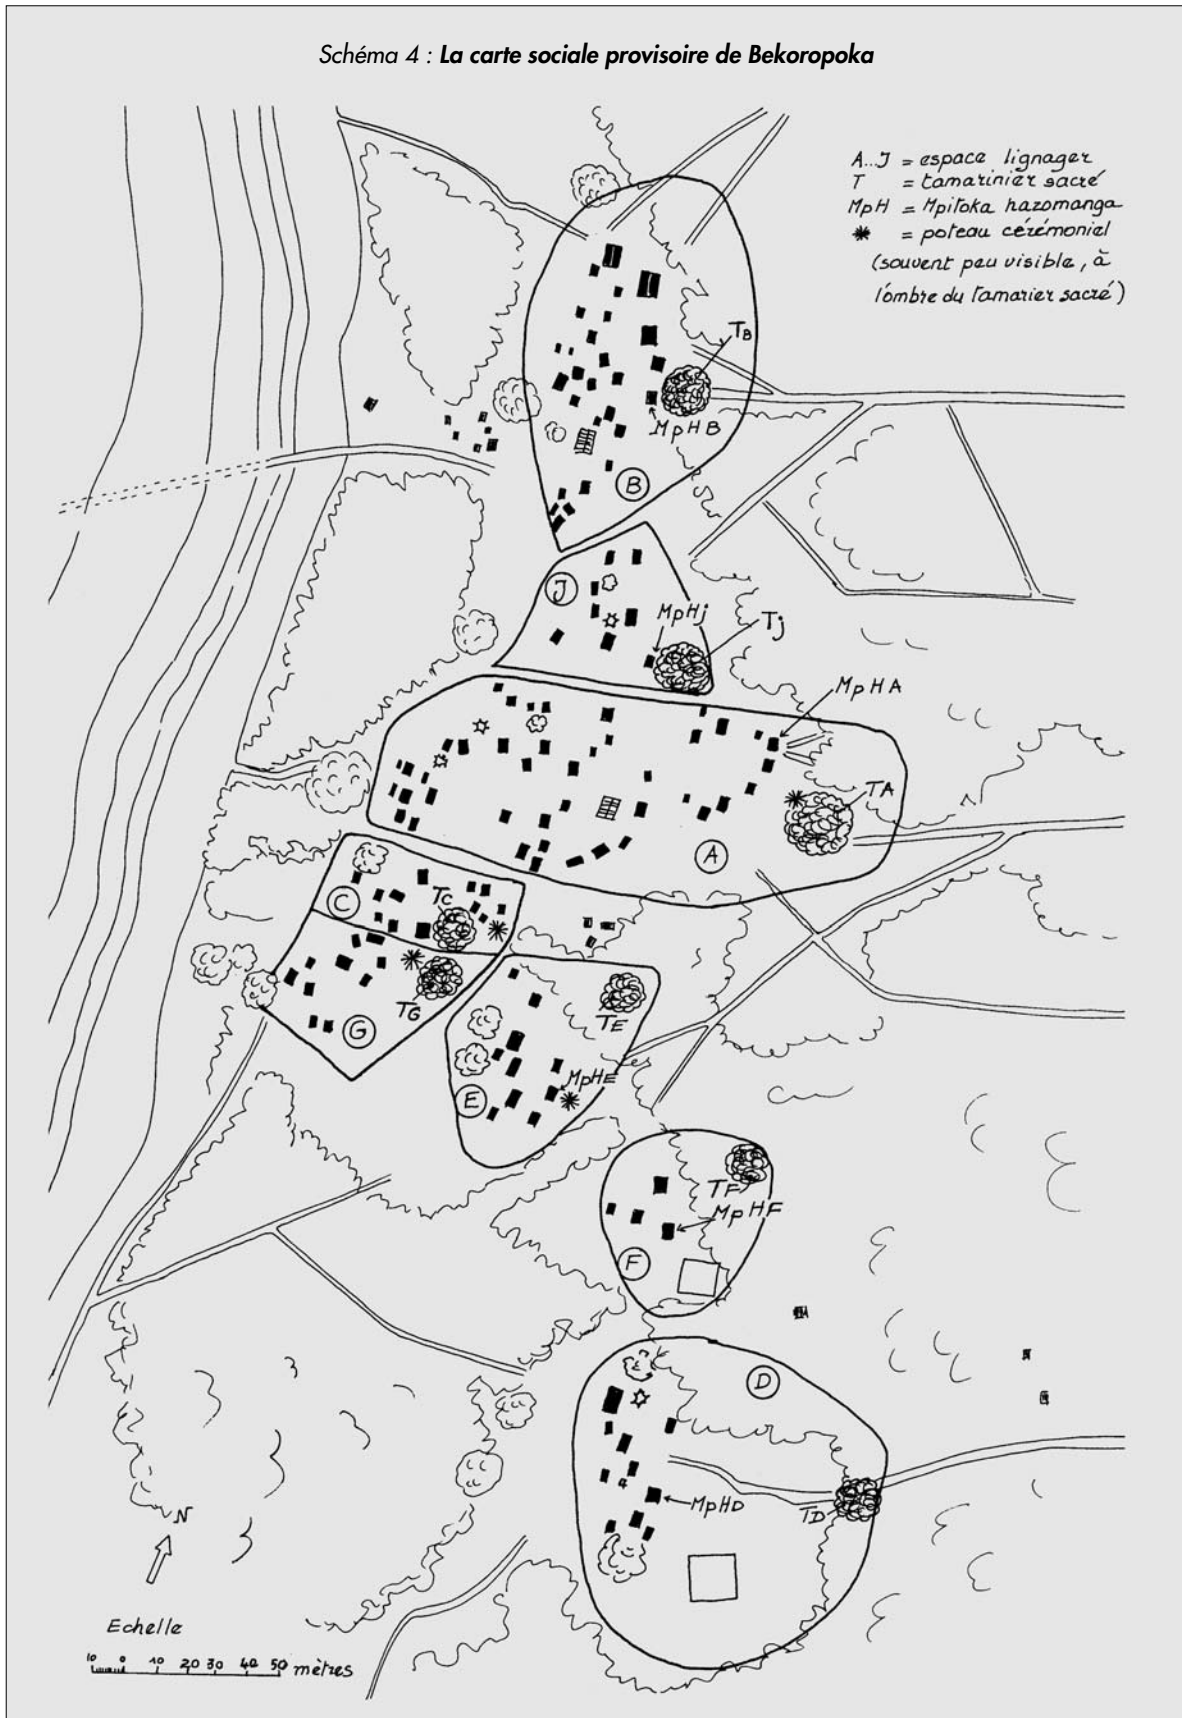 Schéma 4 : La carte sociale provisoire de Bekoropoka
A...J = espace lignager
T = tamarinier sacré
MpH = Mpitoka hazomanga
= poteau cérémoniel
(souvent peu visible, à
l'ombre du tamarier sacré)
TB
MpHB
B
J
MpHj
Tj
MpHA
TA
A
C
TC
TG
G
TE
MpHE
E
TF
MpHF
F
D
MpHD
TD
N
Echelle
10 0 10 20 30 40 50 mètres